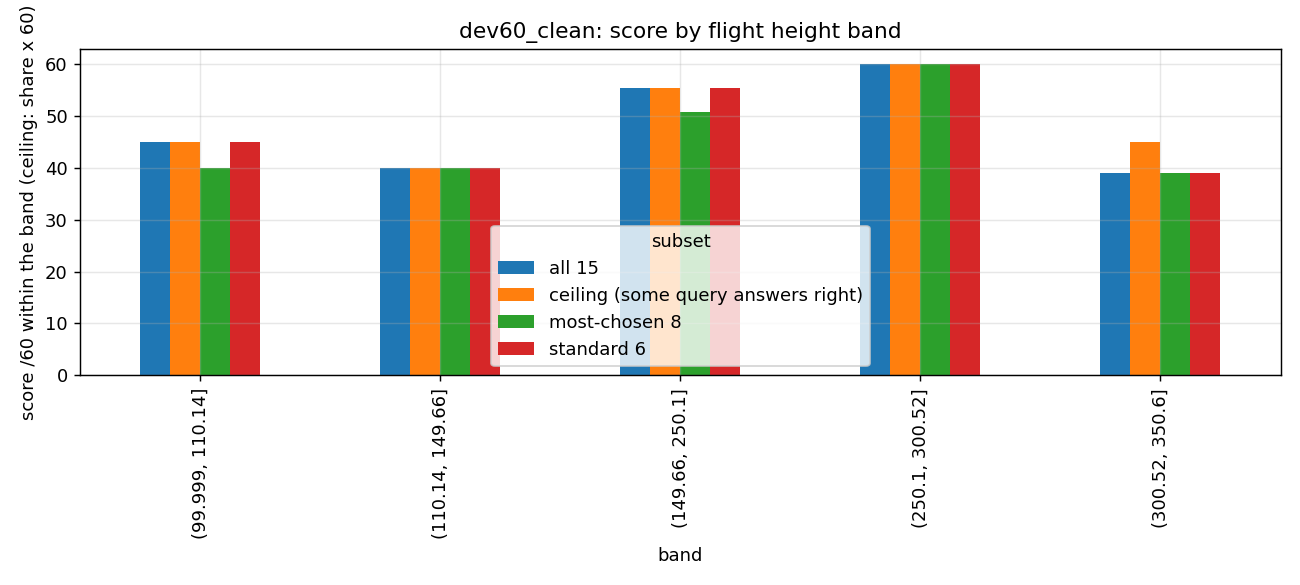 dev60_clean: score by flight height band
score /60 within the band (ceiling: share x 60)
60
50
40
30
20
10
0
subset
all 15
ceiling (some query answers right)
most-chosen 8
standard 6
(99.999, 110.14]
(110.14, 149.66]
(149.66, 250.1]
(250.1, 300.52]
(300.52, 350.6]
band